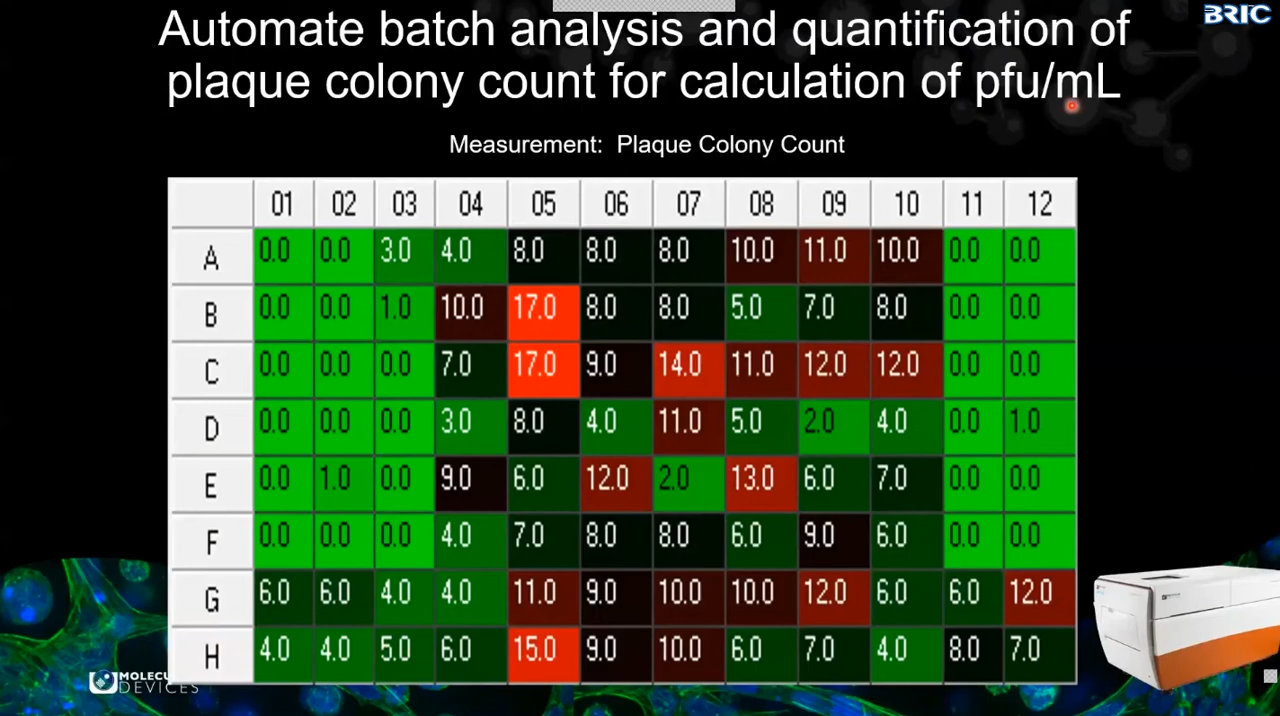 BRIC
Automate batch analysis and quantification of
plaque colony count for calculation of pfu/mL
Measurement: Plaque Colony Count
01 02 03 04 05 06 07 08 09 10 11 12
A 0.0 0.0 3.0 4.0 8.0 8.0 8.0 10.0 11.0 10.0 0.0 0.0
B 0.0 0.0 1.0 10.0 17.0 8.0 8.0 5.0 7.0 8.0 0.0 0.0
C 0.0 0.0 0.0 7.0 17.0 9.0 14.0 11.0 12.0 12.0 0.0 0.0
D 0.0 0.0 0.0 3.0 8.0 4.0 11.0 5.0 2.0 4.0 0.0 1.0
E 0.0 1.0 0.0 9.0 6.0 12.0 2.0 13.0 6.0 7.0 0.0 0.0
F 0.0 0.0 0.0 4.0 7.0 8.0 8.0 6.0 9.0 6.0 0.0 0.0
G 6.0 6.0 4.0 4.0 11.0 9.0 10.0 10.0 12.0 6.0 6.0 12.0
H 4.0 4.0 5.0 6.0 15.0 9.0 10.0 6.0 7.0 4.0 8.0 7.0
MOLECU
DEVICES